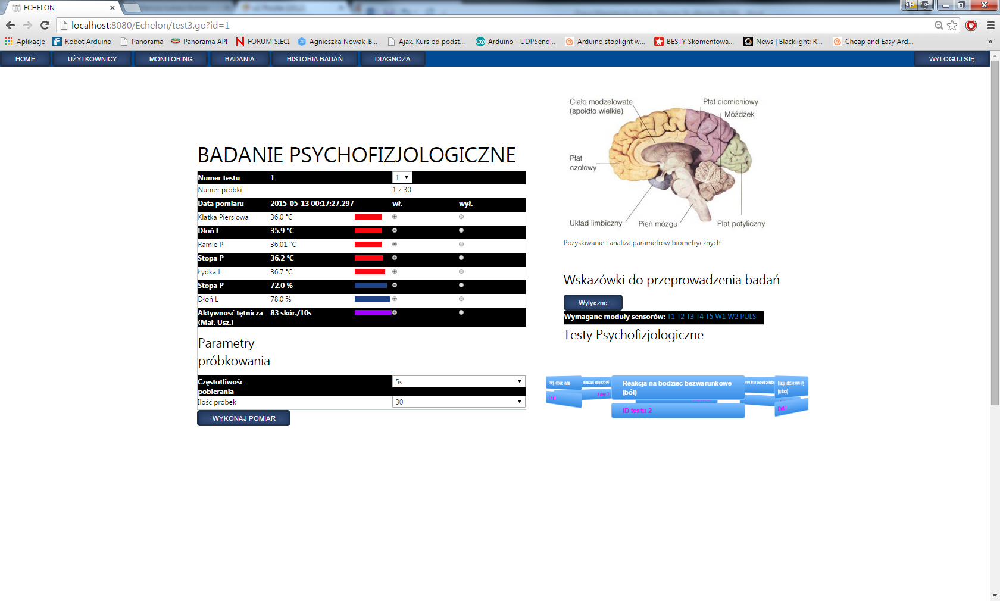 ECHELON
localhost:8080/Echelon/test3.go?id=1
Aplikacje Robot Arduino Panorama Panorama API FORUM SIECI Agnieszka Nowak-B... Ajax. Kurs od podst... Arduino - UDPSend... Arduino stoplight w... BESTY Skomentowa... News | Blacklight: R... Cheap and Easy Ard... »
HOME UŻYTKOWNICY MONITORING BADANIA HISTORIA BADAŃ DIAGNOZA WYLOGUJ SIĘ
BADANIE PSYCHOFIZJOLOGICZNE
Numer testu 1 1
Numer próbki 1 z 30
Data pomiaru 2015-05-13 00:17:27.297 wł. wył.
Klatka Piersiowa 36.0 °C
Dłoń L 35.9 °C
Ramie P 36.01 °C
Stopa P 36.2 °C
Łydka L 36.7 °C
Stopa P 72.0 %
Dłoń L 78.0 %
Aktywnosć tętnicza 83 skór./10s
(Mał. Usz.)
Parametry
próbkowania
Częstotliwośc 5s
pobierania
Ilość próbek 30
WYKONAJ POMIAR
Ciało modzelowate
(spoidło wielkie)
Płat ciemieniowy
Móżdżek
Płat
czołowy
Układ limbiczny
Pień mózgu
Płat potyliczny
Pozyskiwanie i analiza parametrów biometrycznych
Wskazówki do przeprowadzenia badań
Wytyczne
Wymagane moduły sensorów: T1 T2 T3 T4 T5 W1 W2 PULS
Testy Psychofizjologiczne
Reakcja na bodziec bezwarunkowe
(ból)
ID testu 2